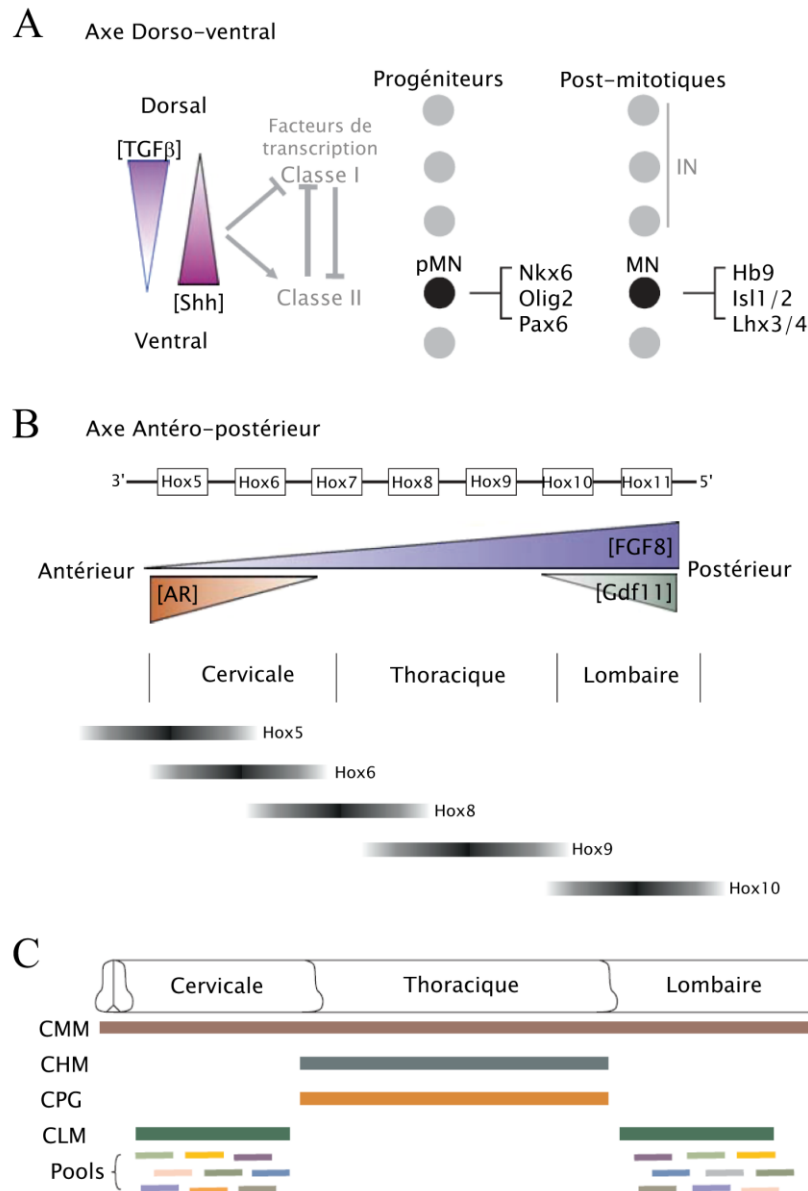 A Axe Dorso-ventral
Progéniteurs Post-mitotiques
Dorsal
Facteurs de
transcription
[TGFβ]
Classe I
IN
pMN MN
Nkx6
Olig2
Pax6
Hb9
Isl1/2
Lhx3/4
Classe II
[Shh]
Ventral
B Axe Antéro-postérieur
3' Hox5 Hox6 Hox7 Hox8 Hox9 Hox10 Hox11 5'
[FGF8]
Antérieur Postérieur
[AR] [Gdf11]
Cervicale Thoracique Lombaire
Hox5
Hox6
Hox8
Hox9
Hox10
C
Cervicale Thoracique Lombaire
CMM
CHM
CPG
CLM
Pools